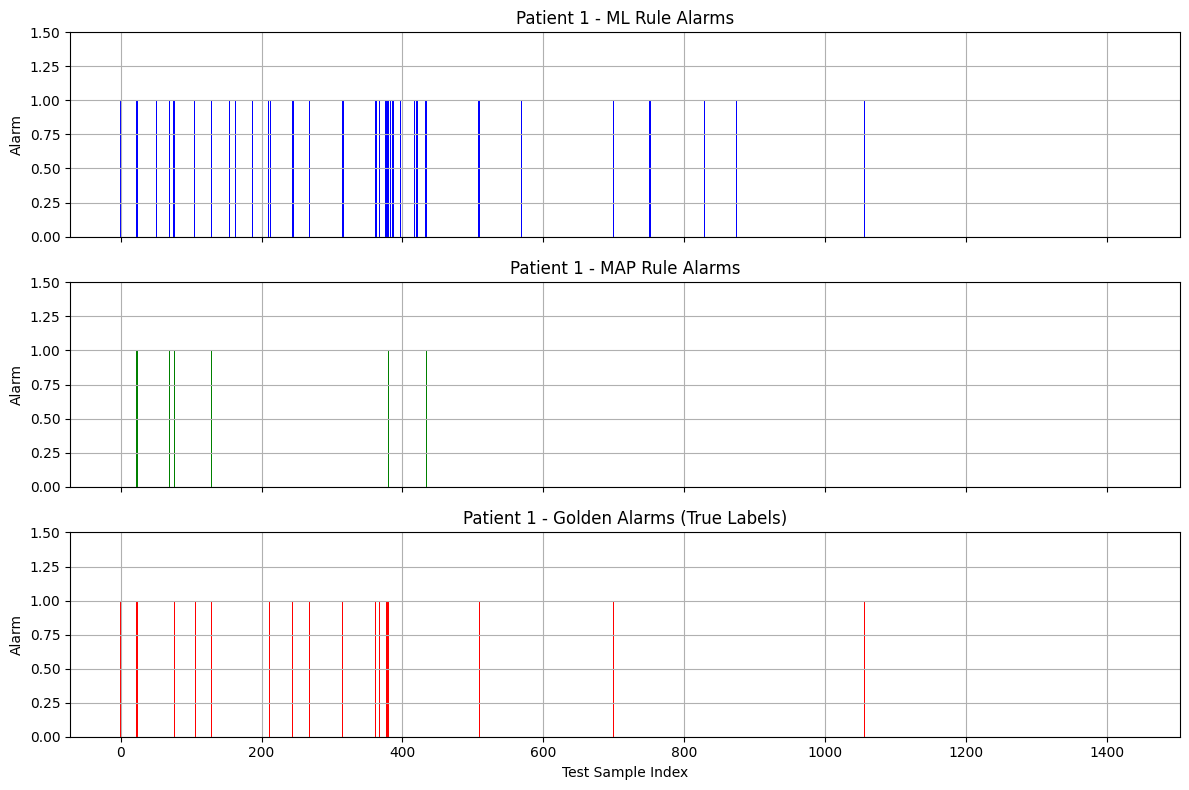 Patient 1 - ML Rule Alarms
1.50
1.25
1.00
0.75
0.50
0.25
0.00
Alarm
Patient 1 - MAP Rule Alarms
1.50
1.25
1.00
0.75
0.50
0.25
0.00
Alarm
Patient 1 - Golden Alarms (True Labels)
1.50
1.25
1.00
0.75
0.50
0.25
0.00
Alarm
0 200 400 600 800 1000 1200 1400
Test Sample Index